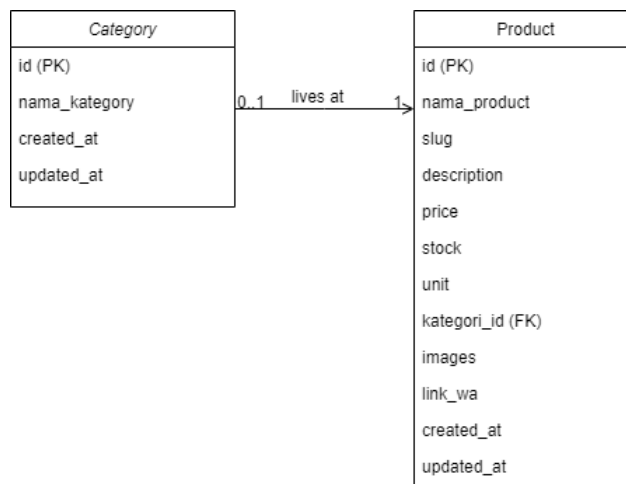 Category
id (PK)
nama_kategory
created_at
updated_at
0..1
lives at
1
Product
id (PK)
nama_product
slug
description
price
stock
unit
kategori_id (FK)
images
link_wa
created_at
updated_at